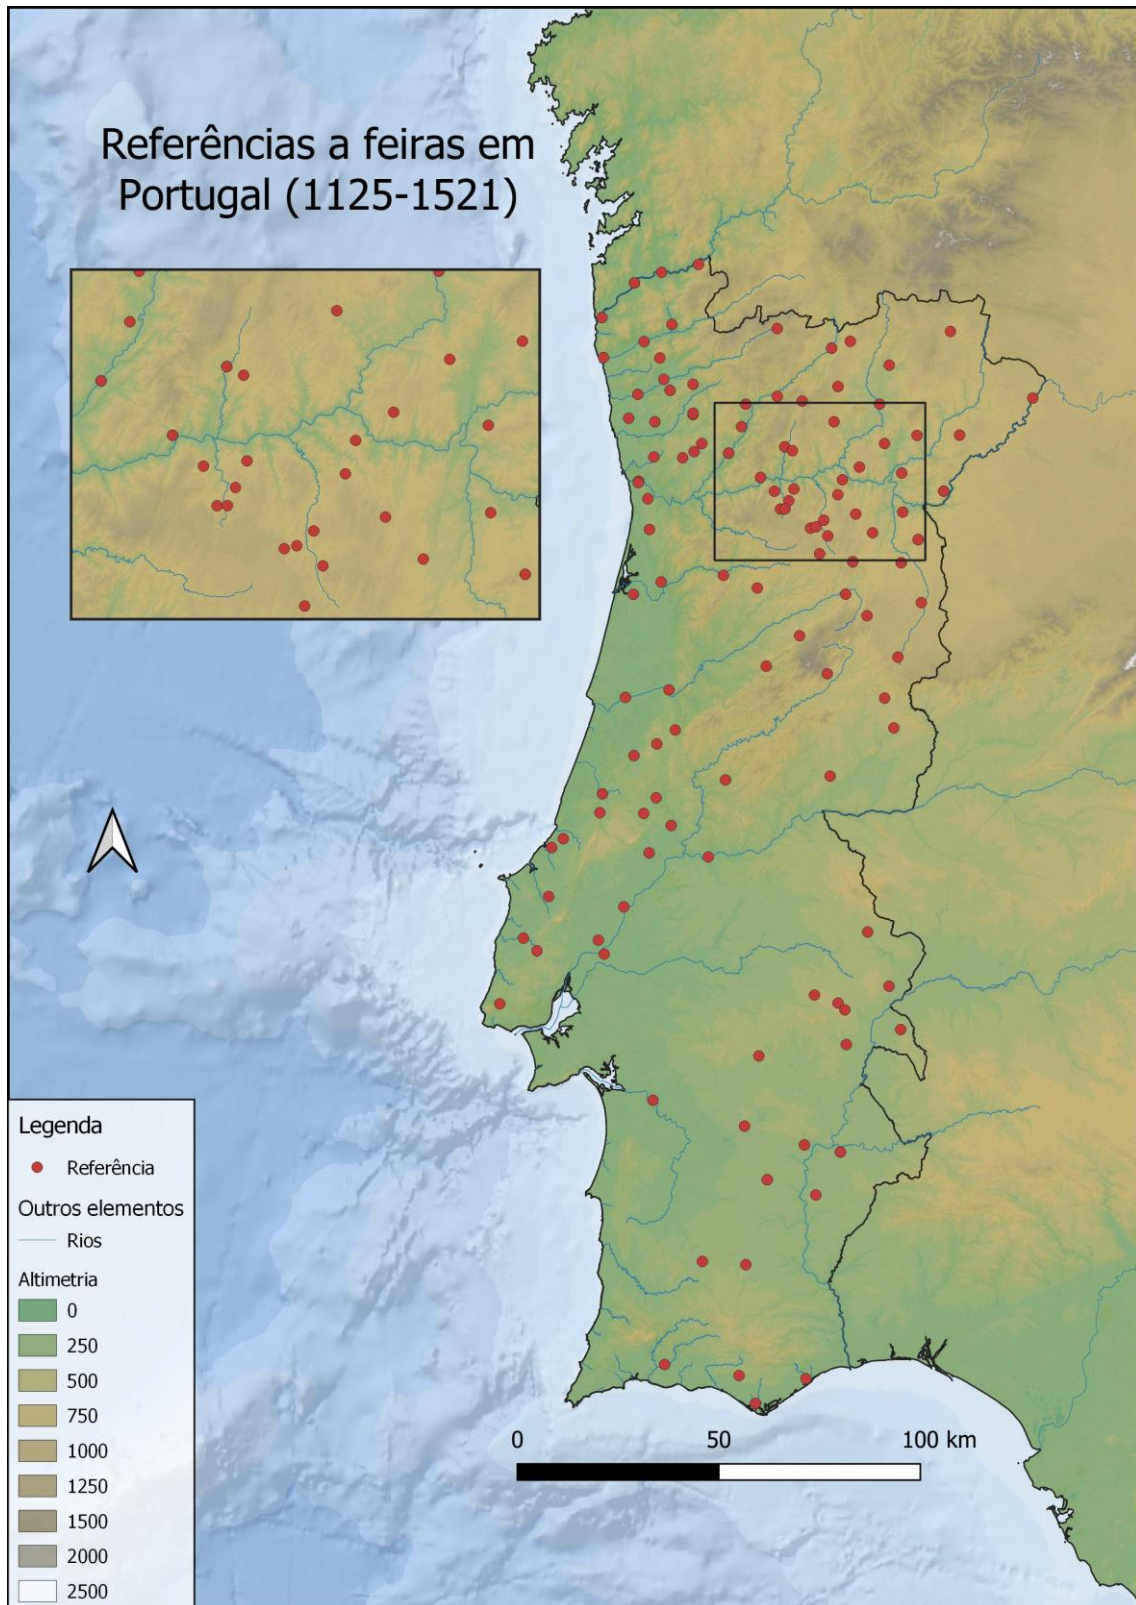 Referências a feiras em
Portugal (1125-1521)
Legenda
Referência
Outros elementos
Rios
Altimetria
0
250
500
750
1000
1250
1500
2000
2500
0 50 100 km